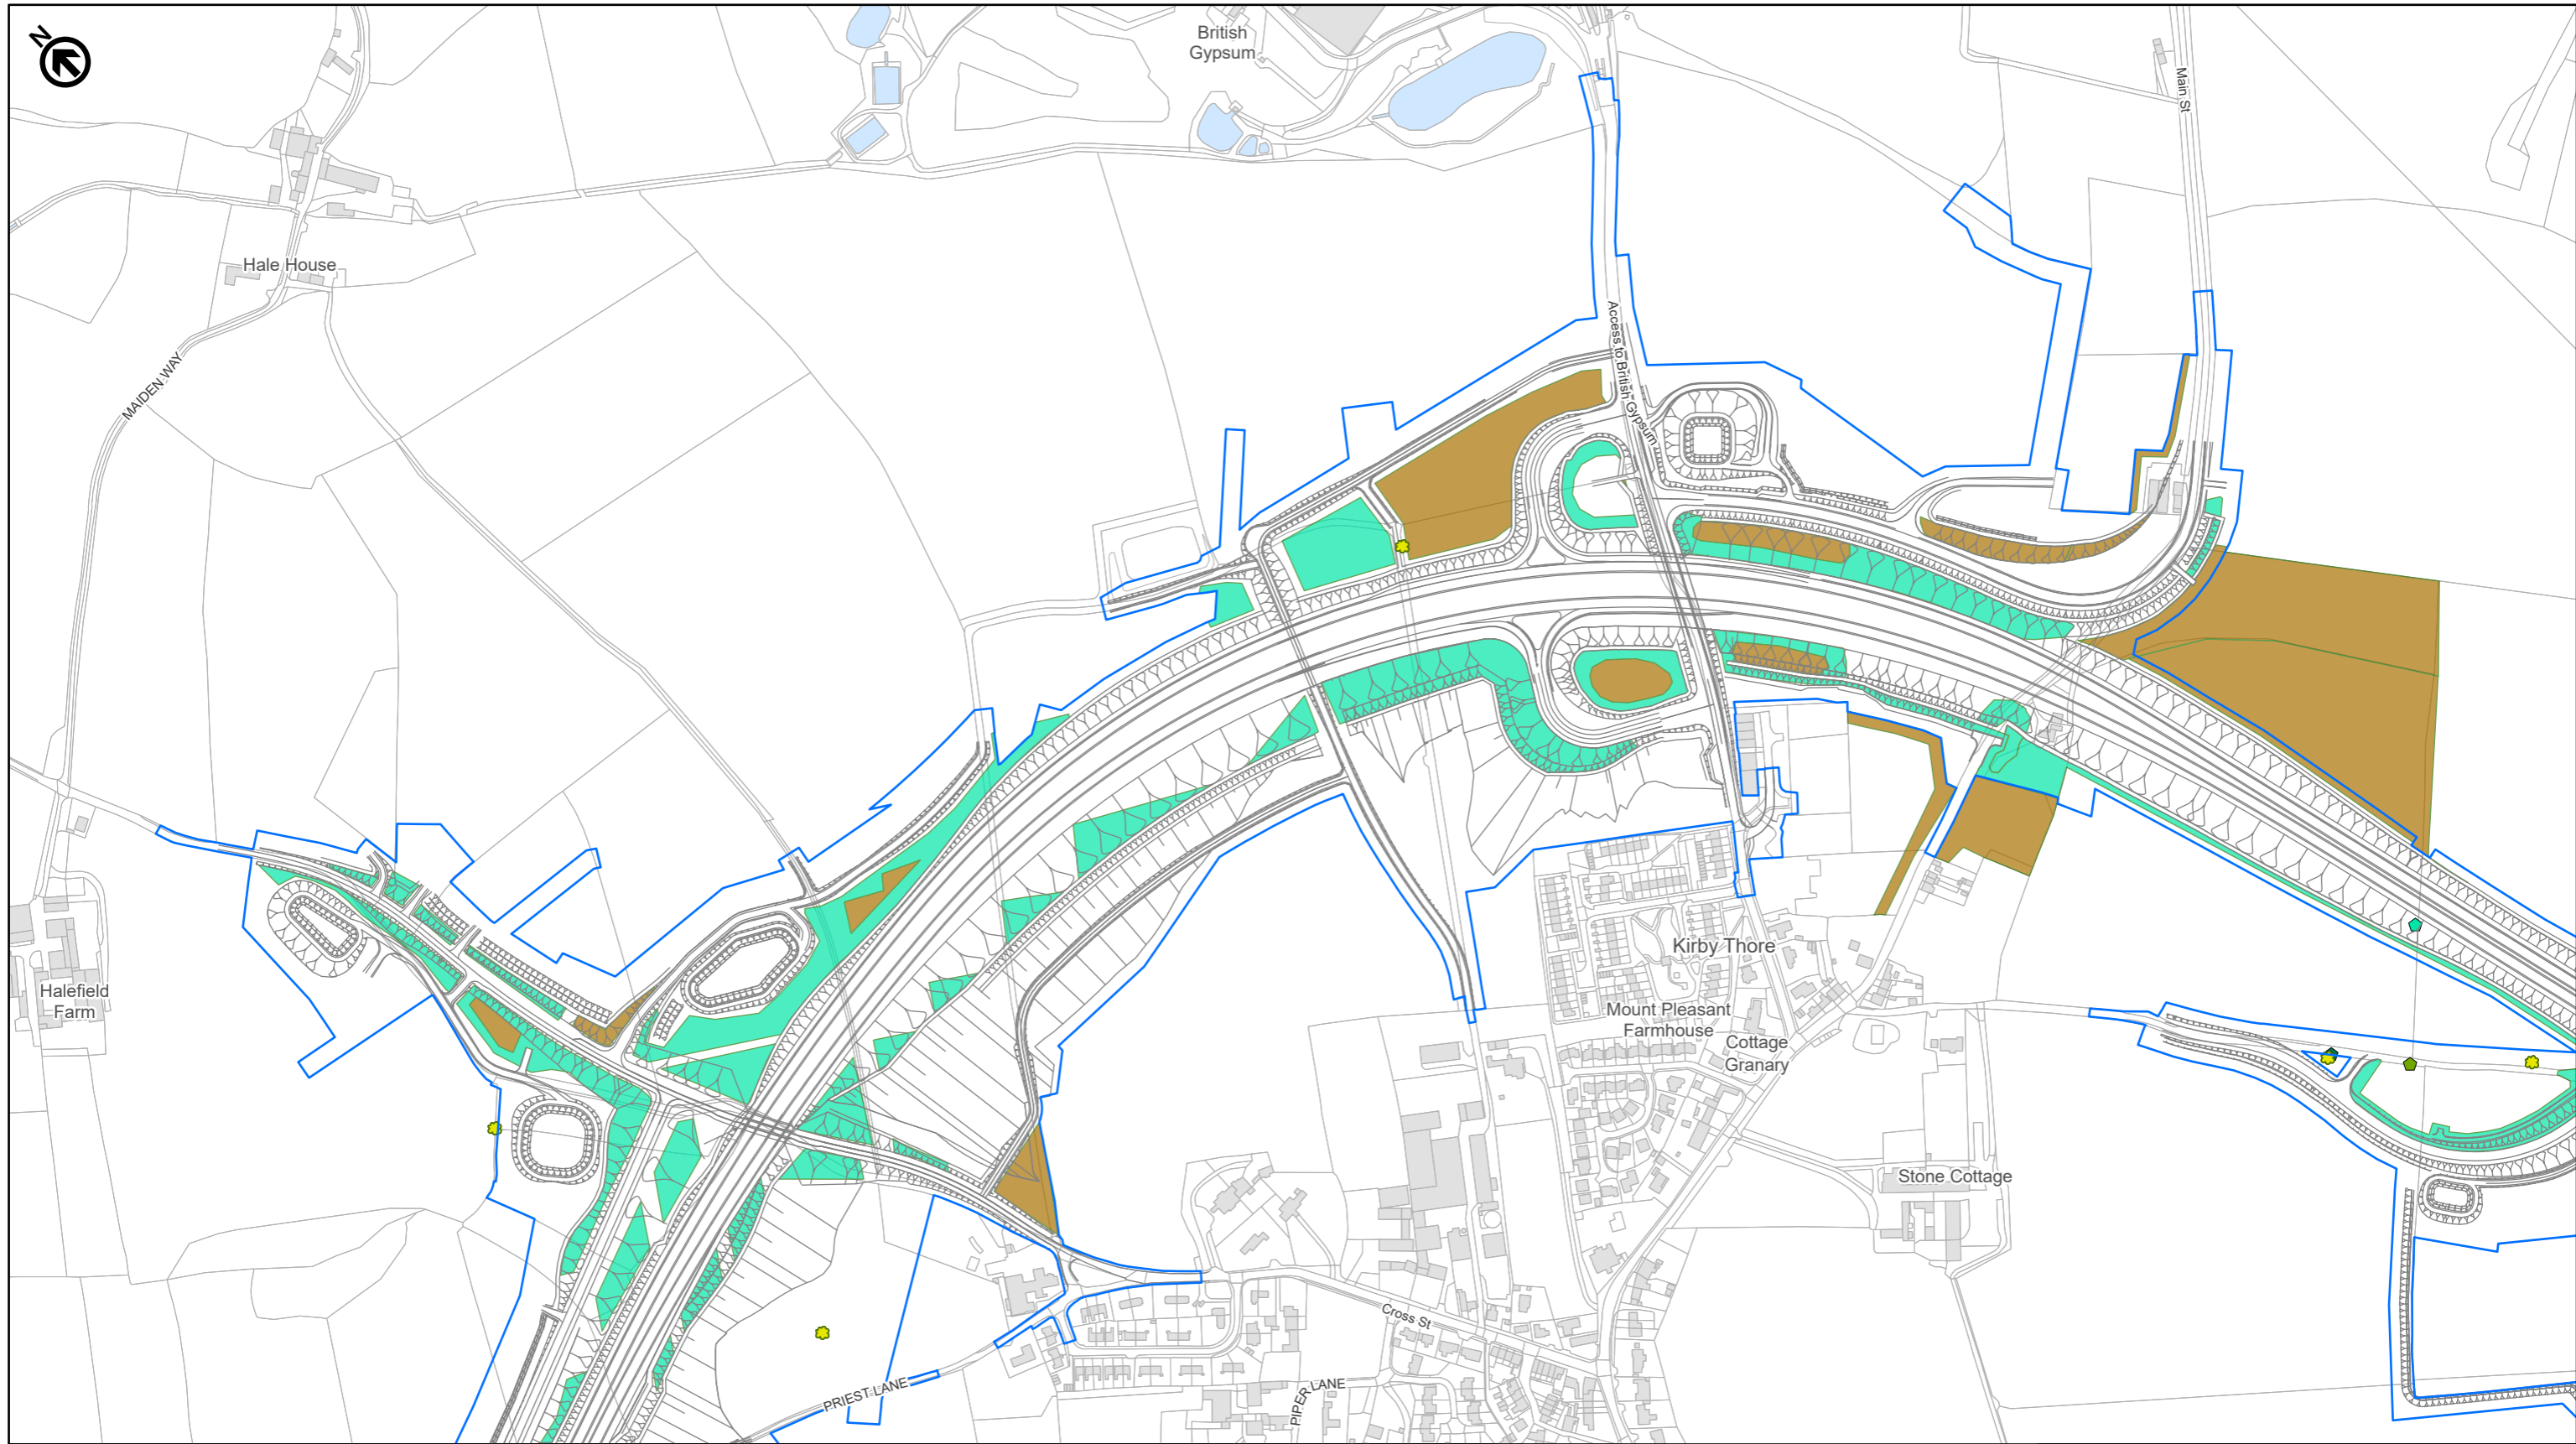 N
British
Gypsum
Main St
Hale House
MAIDEN WAY
Access to British Gypsum
Halefield
Farm
Kirby Thore
Mount Pleasant
Farmhouse
Cottage
Granary
Stone Cottage
Cross St
PRIEST LANE
PIPER LANE